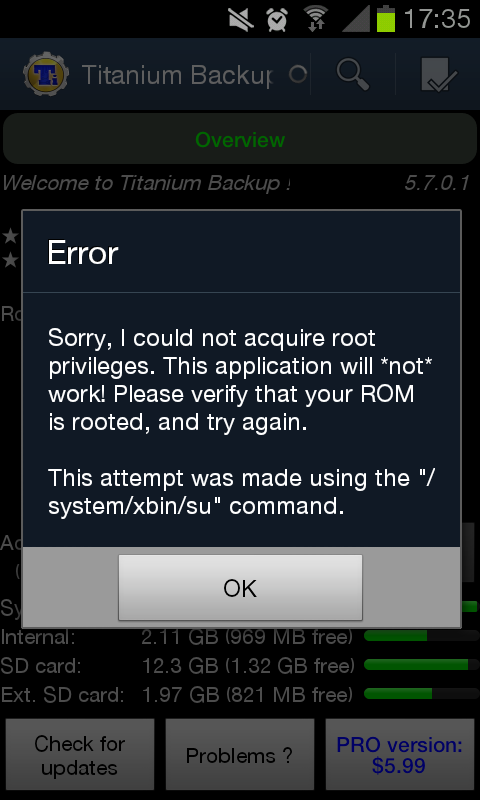 17:35
Titanium Backup
Overview
Welcome to Titanium Backup ! 5.7.0.1
Error
Sorry, I could not acquire root
privileges. This application will *not*
work! Please verify that your ROM
is rooted, and try again.
This attempt was made using the "/
system/xbin/su" command.
OK
Internal: 2.11 GB (969 MB free)
SD card: 12.3 GB (1.32 GB free)
Ext. SD card: 1.97 GB (821 MB free)
Check for
updates
Problems ?
PRO version:
$5.99